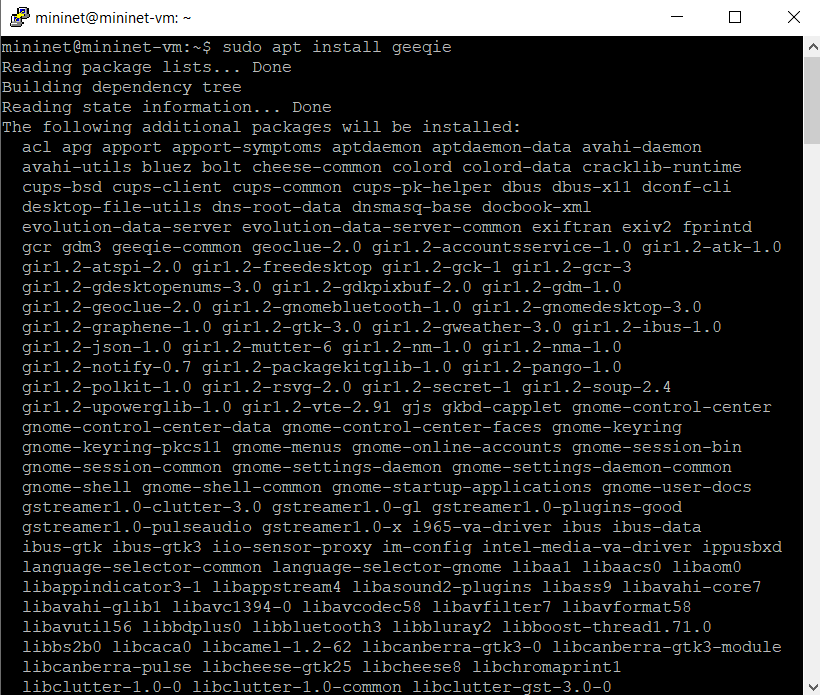 mininet@mininet-vm: ~
mininet@mininet-vm:~$ sudo apt install geeqie
Reading package lists... Done
Building dependency tree
Reading state information... Done
The following additional packages will be installed:
  acl apg apport apport-symptoms aptdaemon aptdaemon-data avahi-daemon
  avahi-utils bluez bolt cheese-common colord colord-data cracklib-runtime
  cups-bsd cups-client cups-common cups-pk-helper dbus dbus-x11 dconf-cli
  desktop-file-utils dns-root-data dnsmasq-base docbook-xml
  evolution-data-server evolution-data-server-common exiftran exiv2 fprintd
  gcr gdm3 geeqie-common geoclue-2.0 gir1.2-accountsservice-1.0 gir1.2-atk-1.0
  gir1.2-atspi-2.0 gir1.2-freedesktop gir1.2-gck-1 gir1.2-gcr-3
  gir1.2-gdesktopenums-3.0 gir1.2-gdkpixbuf-2.0 gir1.2-gdm-1.0
  gir1.2-geoclue-2.0 gir1.2-gnomebluetooth-1.0 gir1.2-gnomedesktop-3.0
  gir1.2-graphene-1.0 gir1.2-gtk-3.0 gir1.2-gweather-3.0 gir1.2-ibus-1.0
  gir1.2-json-1.0 gir1.2-mutter-6 gir1.2-nm-1.0 gir1.2-nma-1.0
  gir1.2-notify-0.7 gir1.2-packagekitglib-1.0 gir1.2-pango-1.0
  gir1.2-polkit-1.0 gir1.2-rsvg-2.0 gir1.2-secret-1 gir1.2-soup-2.4
  gir1.2-upowerglib-1.0 gir1.2-vte-2.91 gjs gkbd-capplet gnome-control-center
  gnome-control-center-data gnome-control-center-faces gnome-keyring
  gnome-keyring-pkcs11 gnome-menus gnome-online-accounts gnome-session-bin
  gnome-session-common gnome-settings-daemon gnome-settings-daemon-common
  gnome-shell gnome-shell-common gnome-startup-applications gnome-user-docs
  gstreamer1.0-clutter-3.0 gstreamer1.0-gl gstreamer1.0-plugins-good
  gstreamer1.0-pulseaudio gstreamer1.0-x i965-va-driver ibus ibus-data
  ibus-gtk ibus-gtk3 iio-sensor-proxy im-config intel-media-va-driver ippusbxd
  language-selector-common language-selector-gnome libaa1 libaacs0 libaom0
  libappindicator3-1 libappstream4 libasound2-plugins libass9 libavahi-core7
  libavahi-glib1 libavc1394-0 libavcodec58 libavfilter7 libavformat58
  libavutil56 libbdplus0 libbluetooth3 libbluray2 libboost-thread1.71.0
  libbs2b0 libcaca0 libcamel-1.2-62 libcanberra-gtk3-0 libcanberra-gtk3-module
  libcanberra-pulse libcheese-gtk25 libcheese8 libchromaprint1
  libclutter-1.0-0 libclutter-1.0-common libclutter-gst-3.0-0